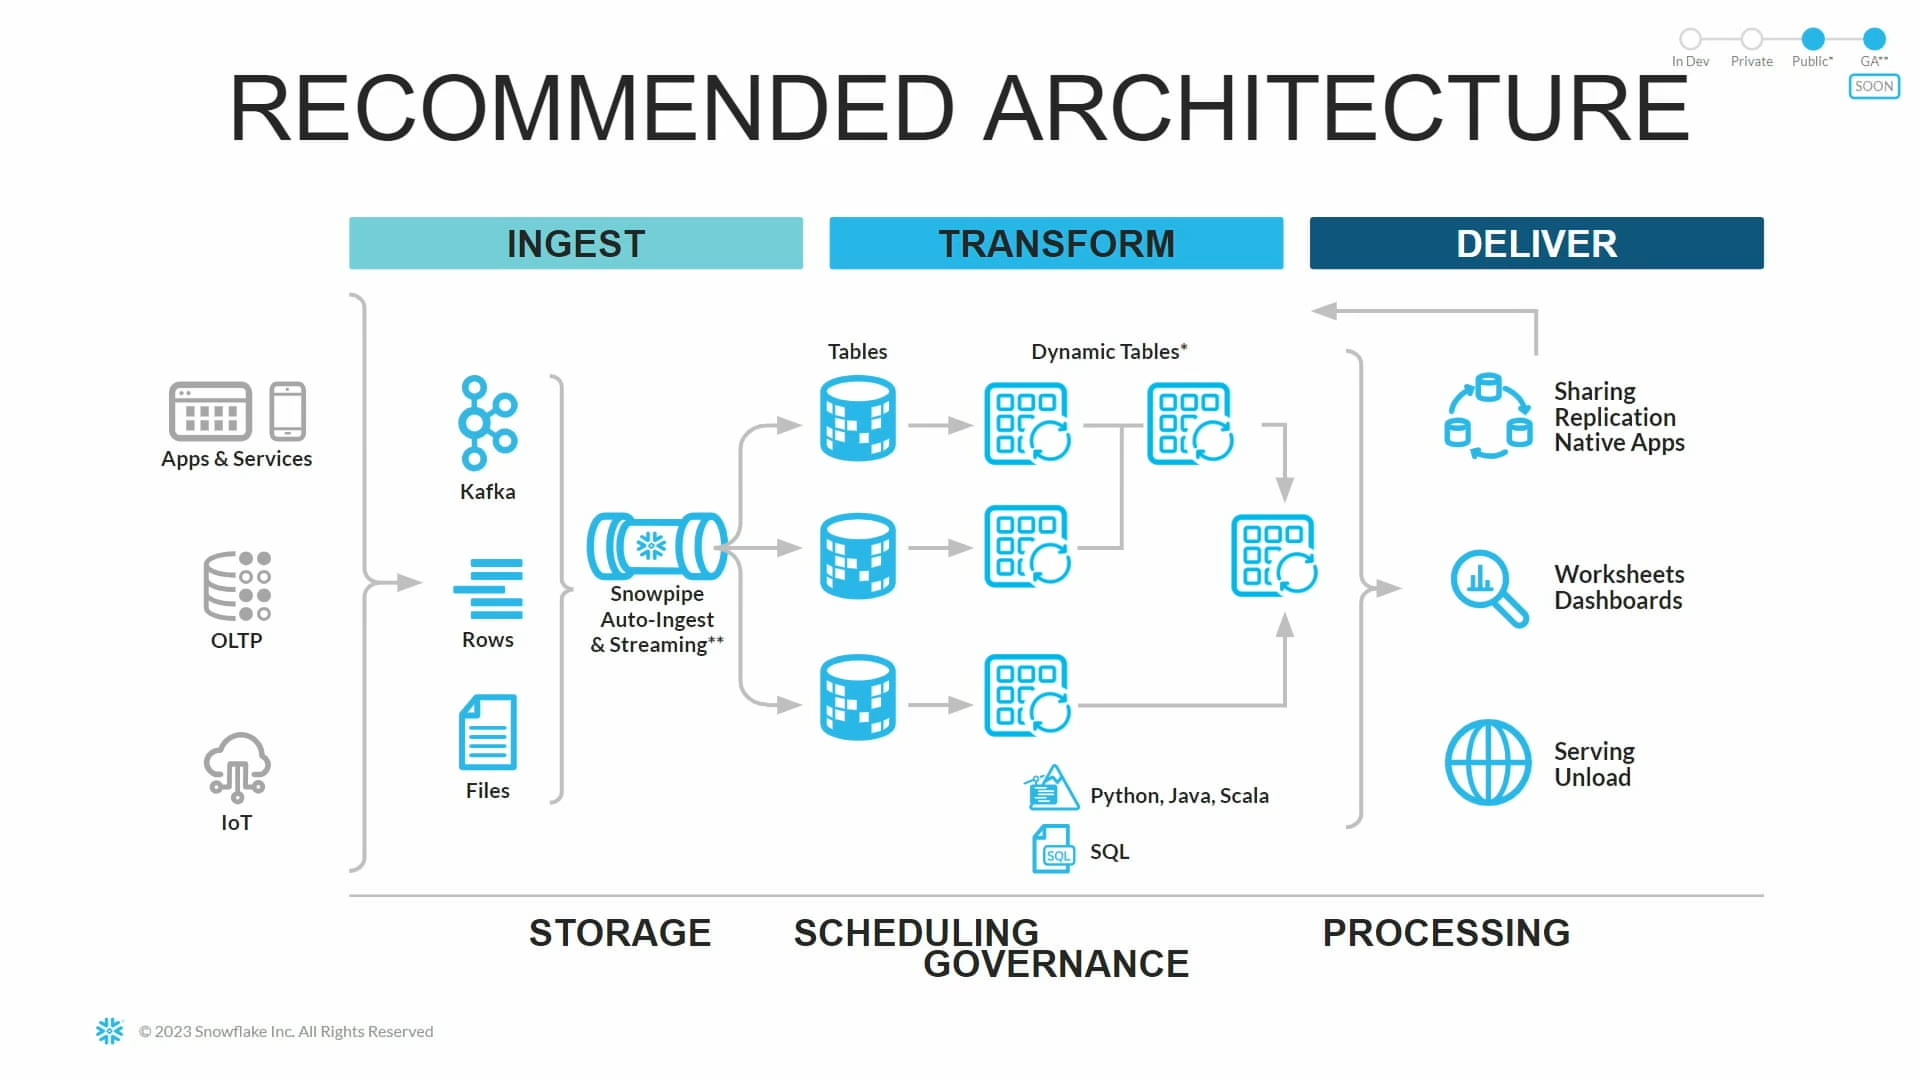 In Dev
Private
Public*
GA**
SOON
RECOMMENDED ARCHITECTURE
INGEST
TRANSFORM
DELIVER
Apps & Services
OLTP
IoT
Kafka
Rows
Files
Snowpipe
Auto-Ingest
& Streaming**
Tables
Dynamic Tables*
Python, Java, Scala
SQL
SQL
Sharing
Replication
Native Apps
Worksheets
Dashboards
Serving
Unload
STORAGE
SCHEDULING
GOVERNANCE
PROCESSING
© 2023 Snowflake Inc. All Rights Reserved